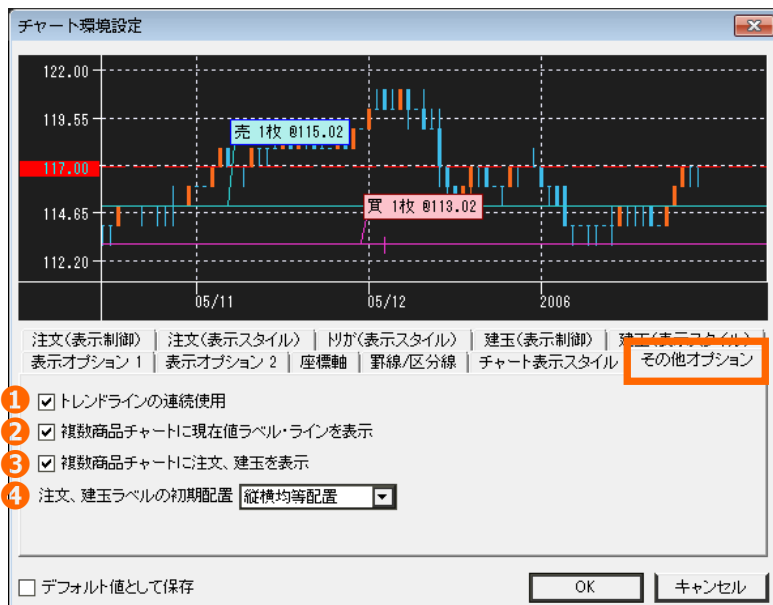 チャート環境設定
122.00
119.55
売 1枚 @115.02
117.00
買 1枚 @113.02
114.65
112.20
05/11 05/12 2006
注文(表示制御) 注文(表示スタイル) トリガ(表示スタイル) 建玉(表示制御) 建玉(表示スタイル)
表示オプション 1 表示オプション 2 座標軸 罫線/区分線 チャート表示スタイル その他オプション
1 トレンドラインの連続使用
2 複数商品チャートに現在値ラベル・ラインを表示
3 複数商品チャートに注文、建玉を表示
4 注文、建玉ラベルの初期配置 縦横均等配置
デフォルト値として保存 OK キャンセル